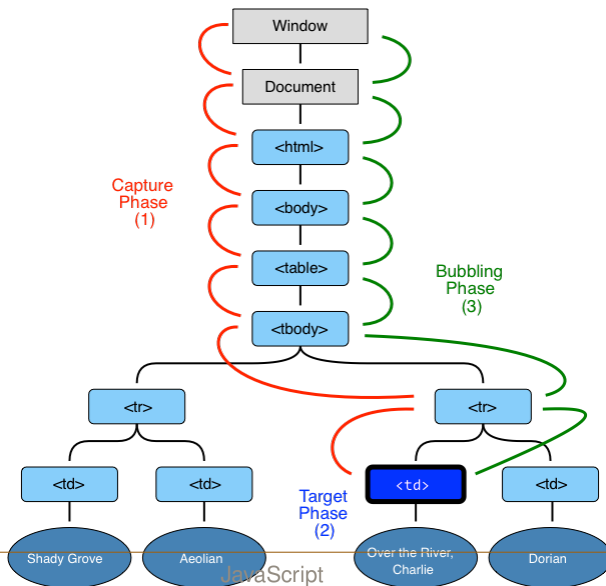 Window
Document
<html>
Capture
Phase
(1)
<body>
<table>
Bubbling
Phase
(3)
<tbody>
<tr>
<tr>
<td>
<td>
<td>
<td>
Target
Phase
(2)
Shady Grove
Aeolian
Over the River,
Charlie
Dorian
JavaScript